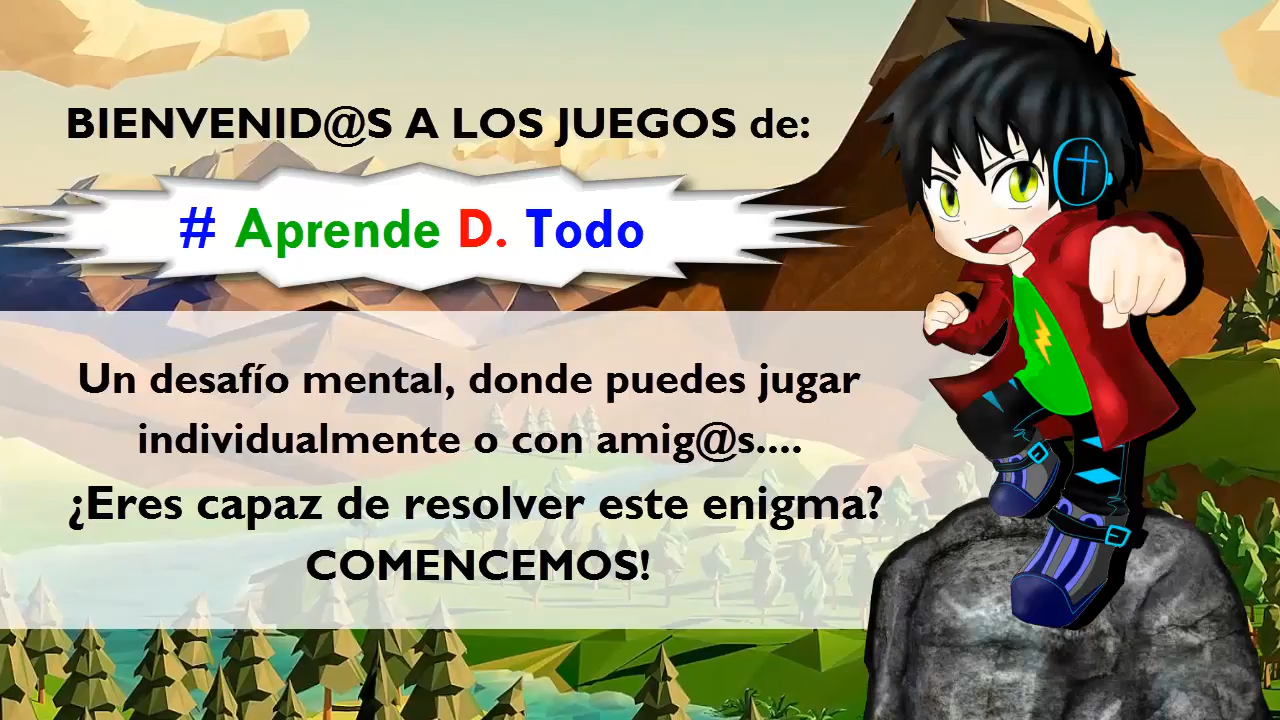 BIENVENID@S A LOS JUEGOS de:
# Aprende D. Todo
Un desafío mental, donde puedes jugar
individualmente o con amig@s....
¿Eres capaz de resolver este enigma?
COMENCEMOS!